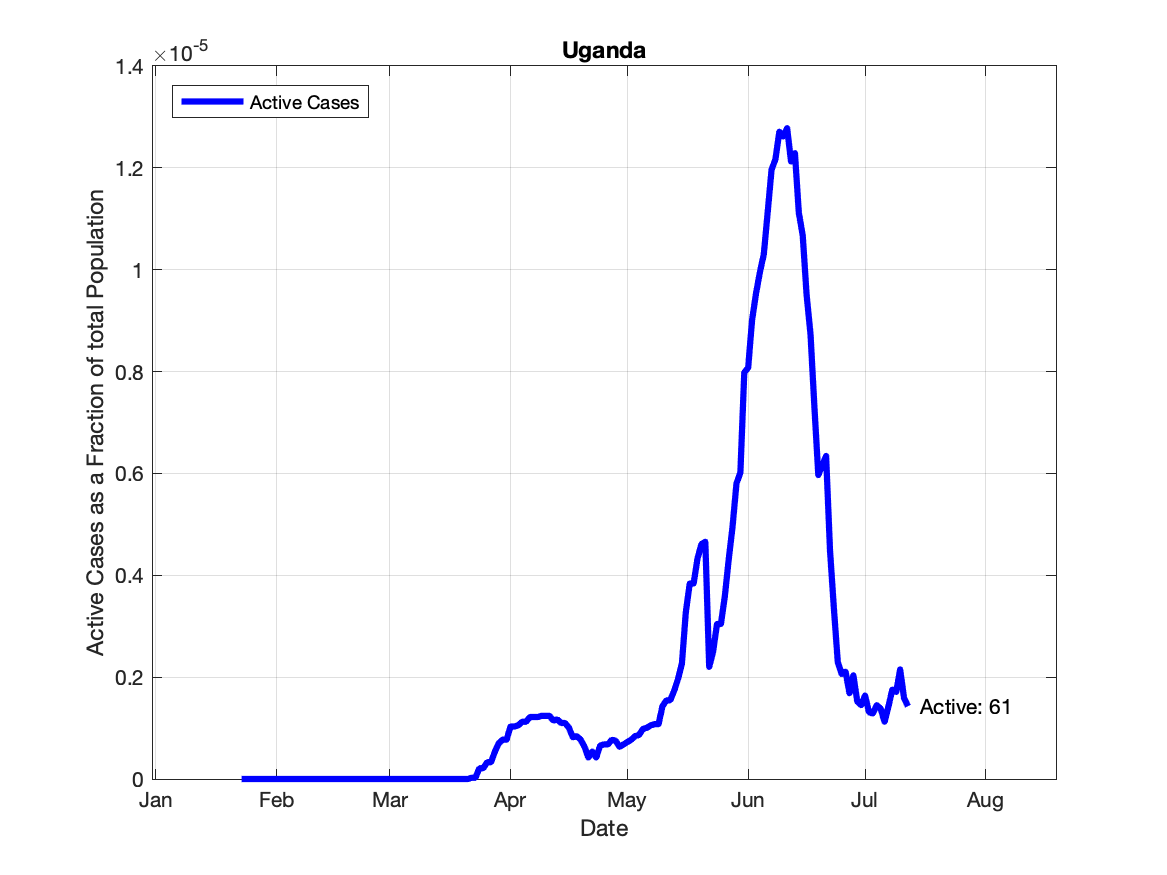 Uganda
×10-5
Active Cases
1.4
1.2
1
0.8
0.6
0.4
0.2
0
Active Cases as a Fraction of total Population
Active: 61
Jan Feb Mar Apr May Jun Jul Aug
Date